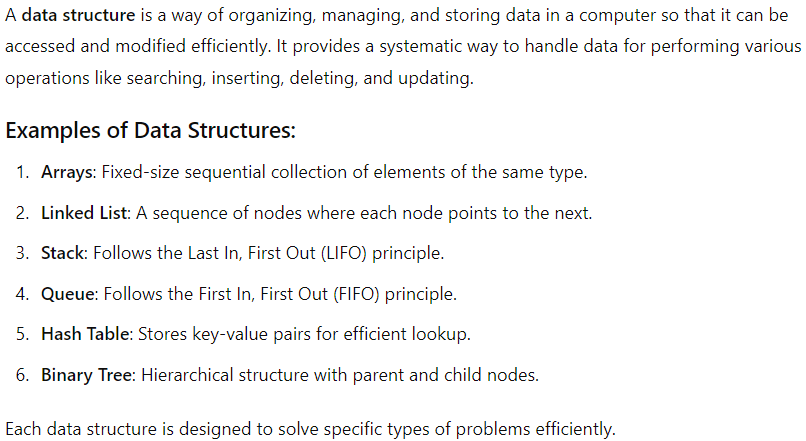 A data structure is a way of organizing, managing, and storing data in a computer so that it can be
accessed and modified efficiently. It provides a systematic way to handle data for performing various
operations like searching, inserting, deleting, and updating.
Examples of Data Structures:
1. Arrays: Fixed-size sequential collection of elements of the same type.
2. Linked List: A sequence of nodes where each node points to the next.
3. Stack: Follows the Last In, First Out (LIFO) principle.
4. Queue: Follows the First In, First Out (FIFO) principle.
5. Hash Table: Stores key-value pairs for efficient lookup.
6. Binary Tree: Hierarchical structure with parent and child nodes.
Each data structure is designed to solve specific types of problems efficiently.